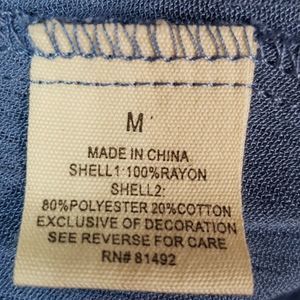 M
MADE IN CHINA
SHELL1:100%RAYON
SHELL2:
80%POLYESTER 20%COTTON
EXCLUSIVE OF DECORATION
SEE REVERSE FOR CARE
RN# 81492